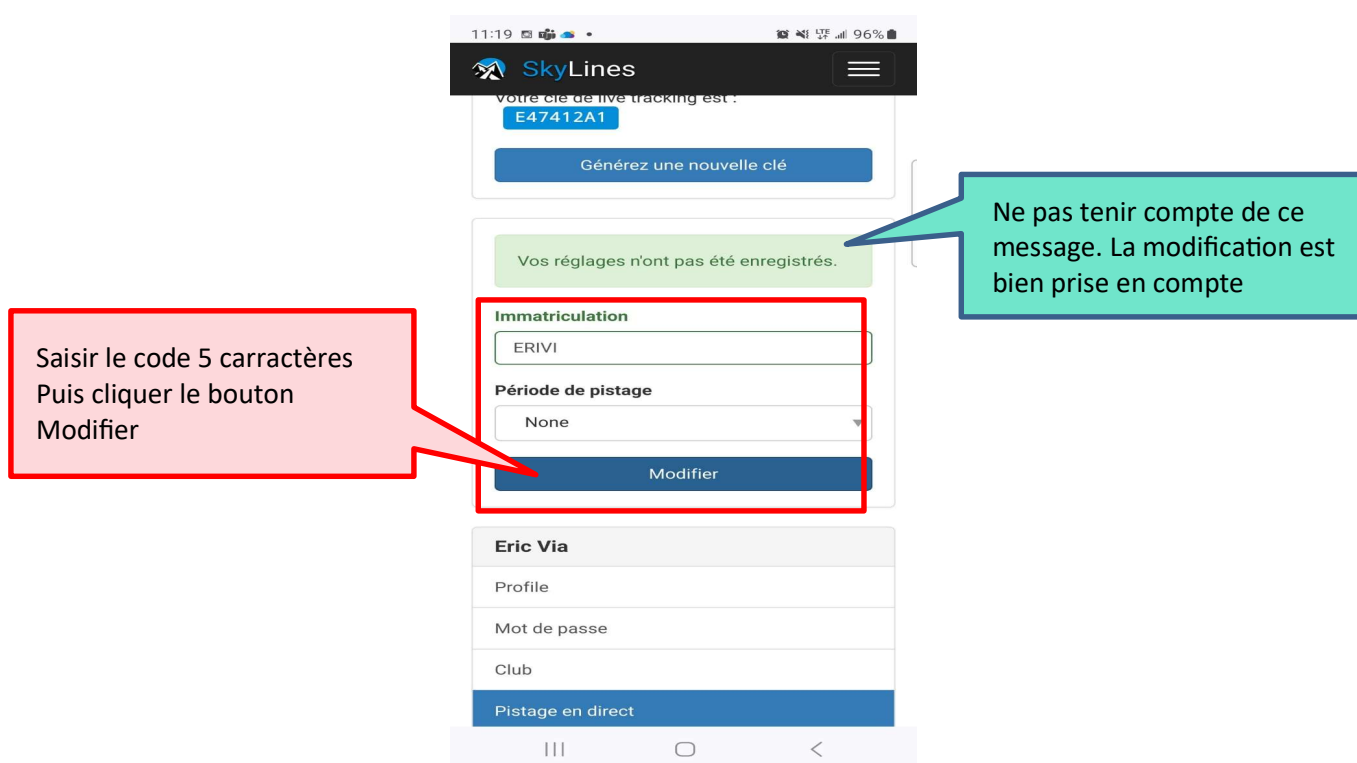 11:19
LTE 96%
SkyLines
Votre clé de live tracking est :
E47412A1
Générez une nouvelle clé
Ne pas tenir compte de ce
message. La modification est
bien prise en compte
Vos réglages n'ont pas été enregistrés.
Saisir le code 5 carractères
Puis cliquer le bouton
Modifier
Immatriculation
ERIVI
Période de pistage
None
Modifier
Eric Via
Profile
Mot de passe
Club
Pistage en direct